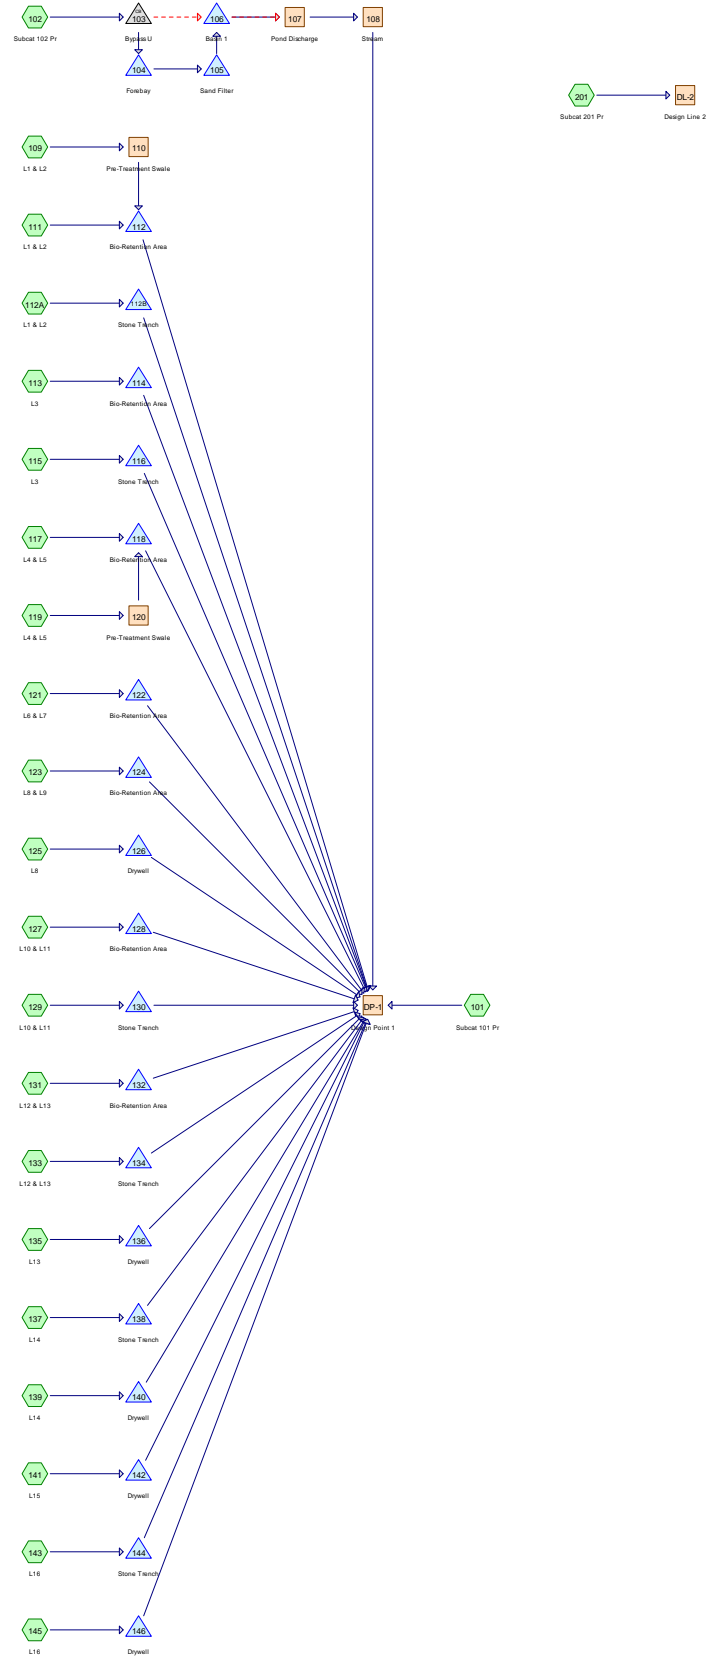 102
103
106
107
108
Subcat 102 Pr
Bypass U
Basin 1
Pond Discharge
Stream
104
105
Forebay
Sand Filter
201
DL-2
Subcat 201 Pr
Design Line 2
109
110
L1 & L2
Pre-Treatment Swale
111
112
L1 & L2
Bio-Retention Area
112A
112B
L1 & L2
Stone Trench
113
114
L3
Bio-Retention Area
115
116
L3
Stone Trench
117
118
L4 & L5
Bio-Retention Area
119
120
L4 & L5
Pre-Treatment Swale
121
122
L6 & L7
Bio-Retention Area
123
124
L8 & L9
Bio-Retention Area
125
126
L8
Drywell
127
128
L10 & L11
Bio-Retention Area
129
130
DP-1
101
L10 & L11
Stone Trench
Design Point 1
Subcat 101 Pr
131
132
L12 & L13
Bio-Retention Area
133
134
L12 & L13
Stone Trench
135
136
L13
Drywell
137
138
L14
Stone Trench
139
140
L14
Drywell
141
142
L15
Drywell
143
144
L16
Stone Trench
145
146
L16
Drywell